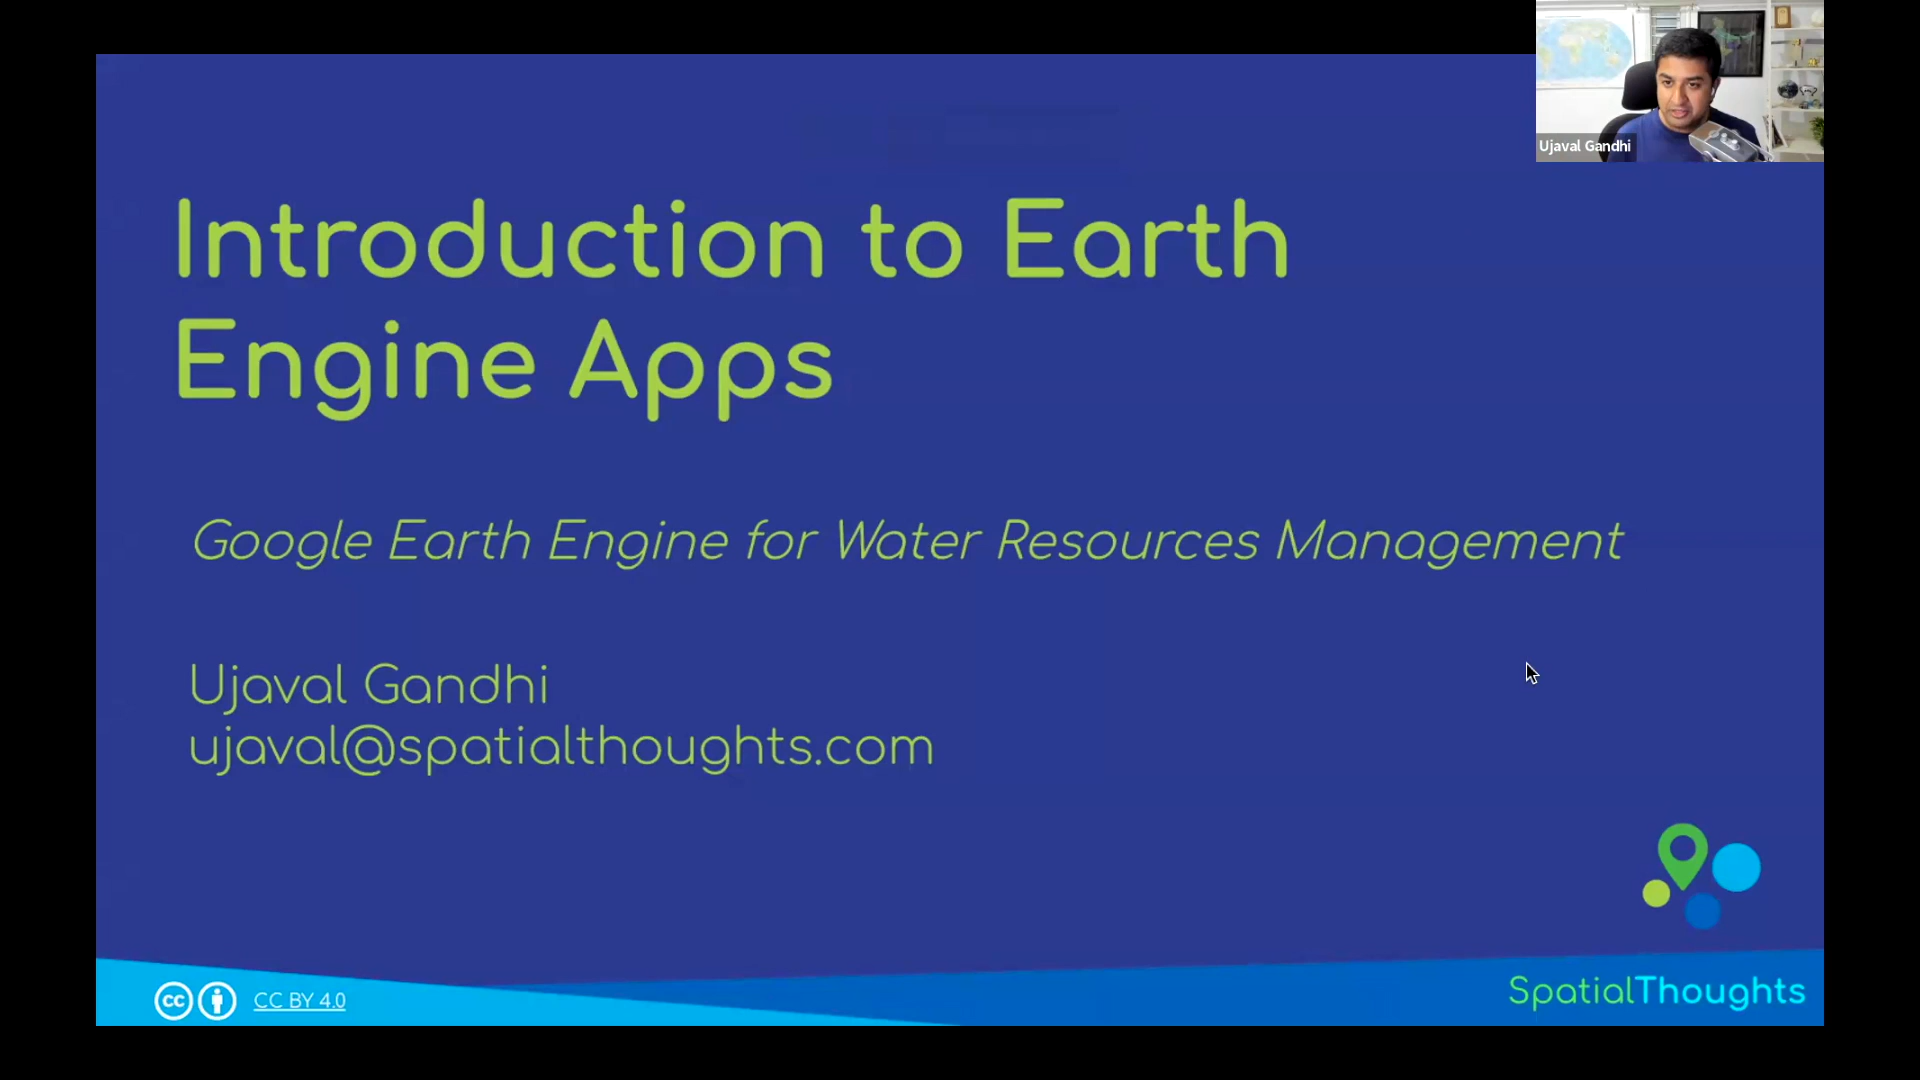 Ujaval Gandhi
Introduction to Earth
Engine Apps
Google Earth Engine for Water Resources Management
Ujaval Gandhi
ujaval@spatialthoughts.com
cc
CC BY 4.0
SpatialThoughts